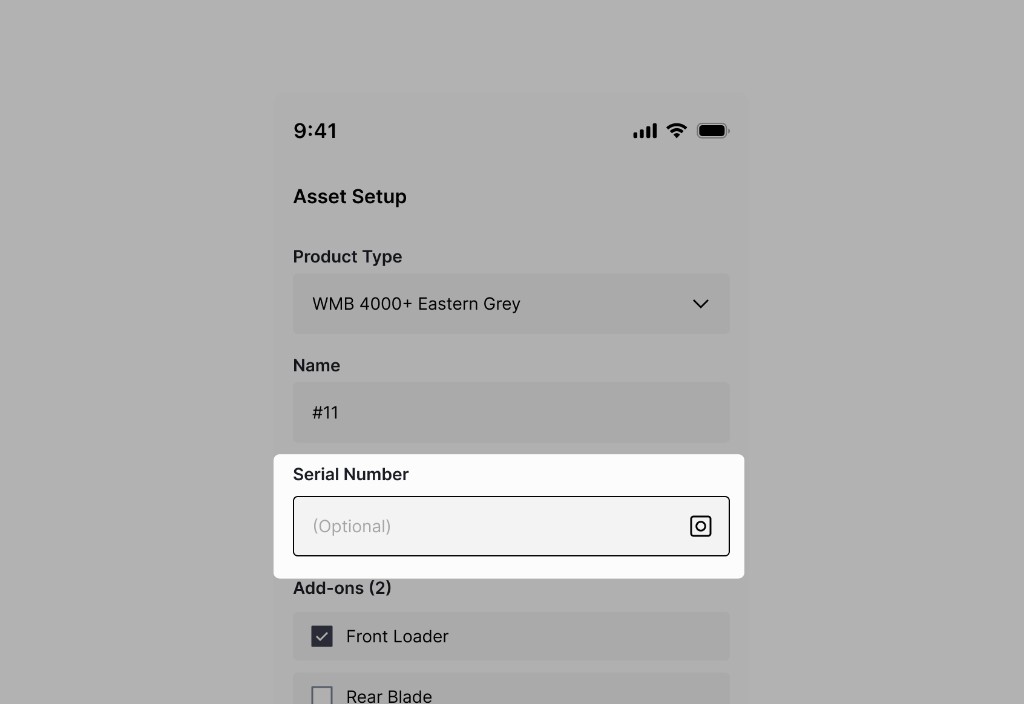 9:41
Asset Setup
Product Type
WMB 4000+ Eastern Grey
Name
#11
Serial Number
(Optional)
Add-ons (2)
Front Loader
Rear Blade